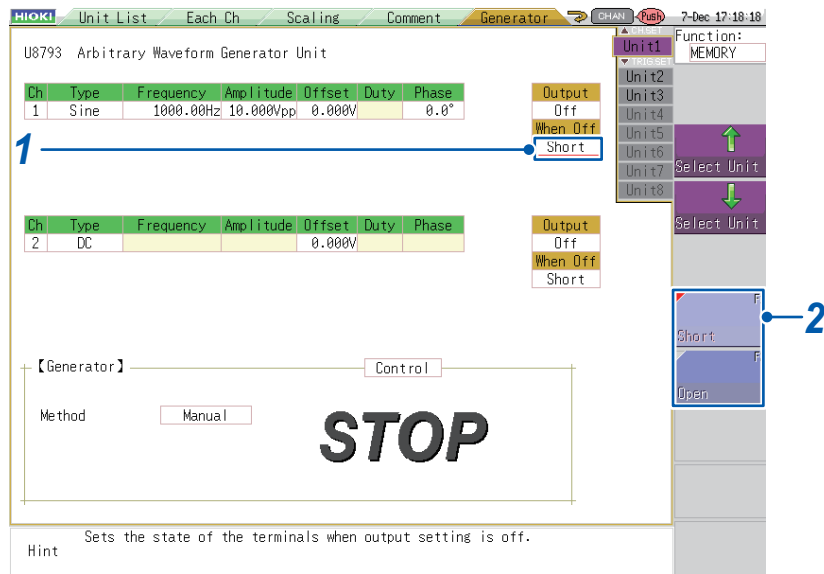 HIOKI Unit List Each Ch Scaling Comment Generator CHAN Push 7-Dec 17:18:18
CH.SET
Function:
MEMORY
U8793 Arbitrary Waveform Generator Unit
Unit1
TRIG.SET
Unit2
Unit3
Unit4
Unit5
Unit6
Unit7
Unit8
Ch Type Frequency Amplitude Offset Duty Phase Output
1 Sine 1000.00Hz 10.000Vpp 0.000V 0.0° Off
When Off
1
Short
Select Unit
Select Unit
Ch Type Frequency Amplitude Offset Duty Phase Output
2 DC 0.000V Off
When Off
Short
F
Short
2
F
Open
【Generator】 Control
Method Manual
STOP
Sets the state of the terminals when output setting is off.
Hint